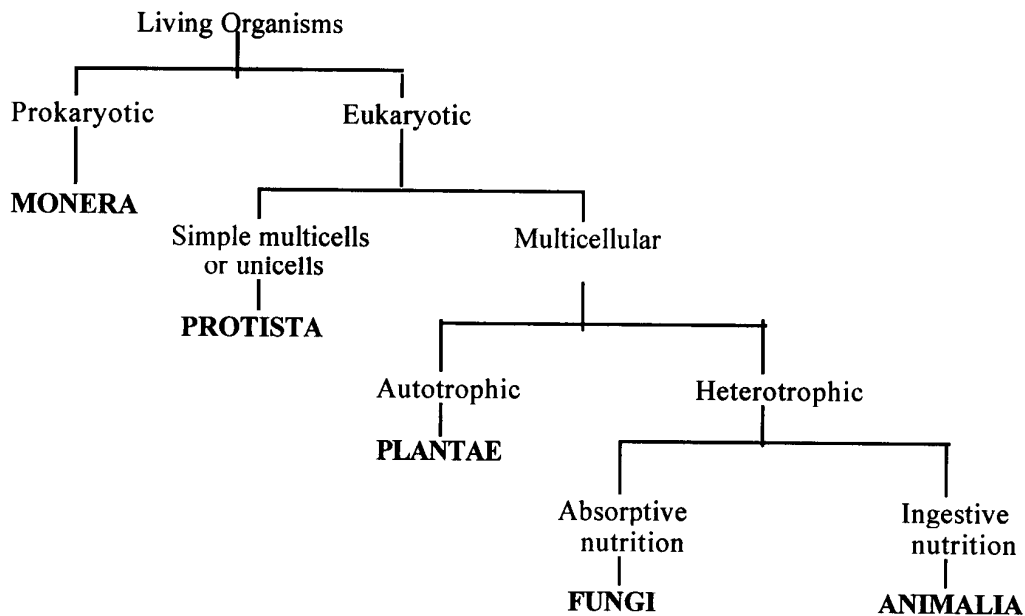 Living Organisms
Prokaryotic
Eukaryotic
MONERA
Simple multicells
or unicells
Multicellular
PROTISTA
Autotrophic
Heterotrophic
PLANTAE
Absorptive
nutrition
Ingestive
nutrition
FUNGI
ANIMALIA